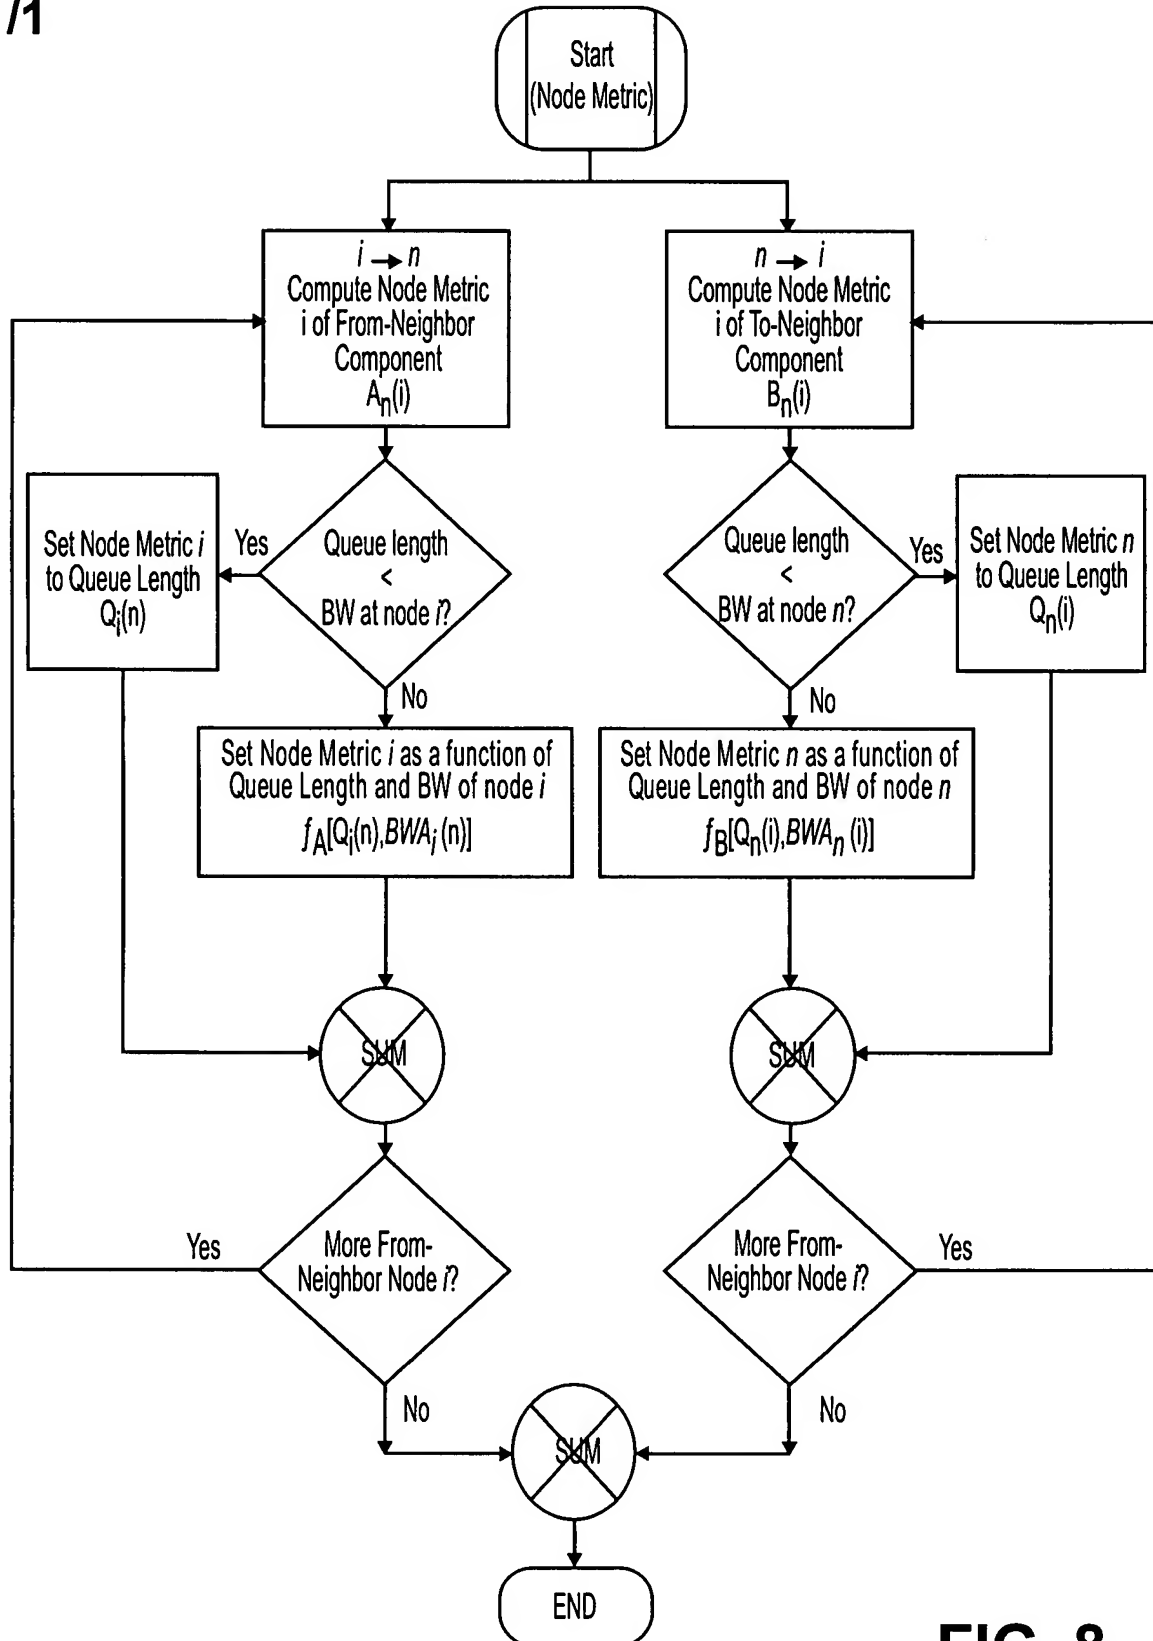 /1
Start
(Node Metric)
i → n
Compute Node Metric
i of From-Neighbor
Component
An(i)
n → i
Compute Node Metric
i of To-Neighbor
Component
Bn(i)
Set Node Metric i
to Queue Length
Qi(n)
Yes
Queue length
<
BW at node i?
No
Queue length
<
BW at node n?
Yes
No
Set Node Metric n
to Queue Length
Qn(i)
Set Node Metric i as a function of
Queue Length and BW of node i
fA[Qi(n),BWAi (n)]
Set Node Metric n as a function of
Queue Length and BW of node n
fB[Qn(i),BWAn (i)]
SUM
SUM
Yes
More From-
Neighbor Node i?
No
More From-
Neighbor Node i?
Yes
No
SUM
END
FIG. 8